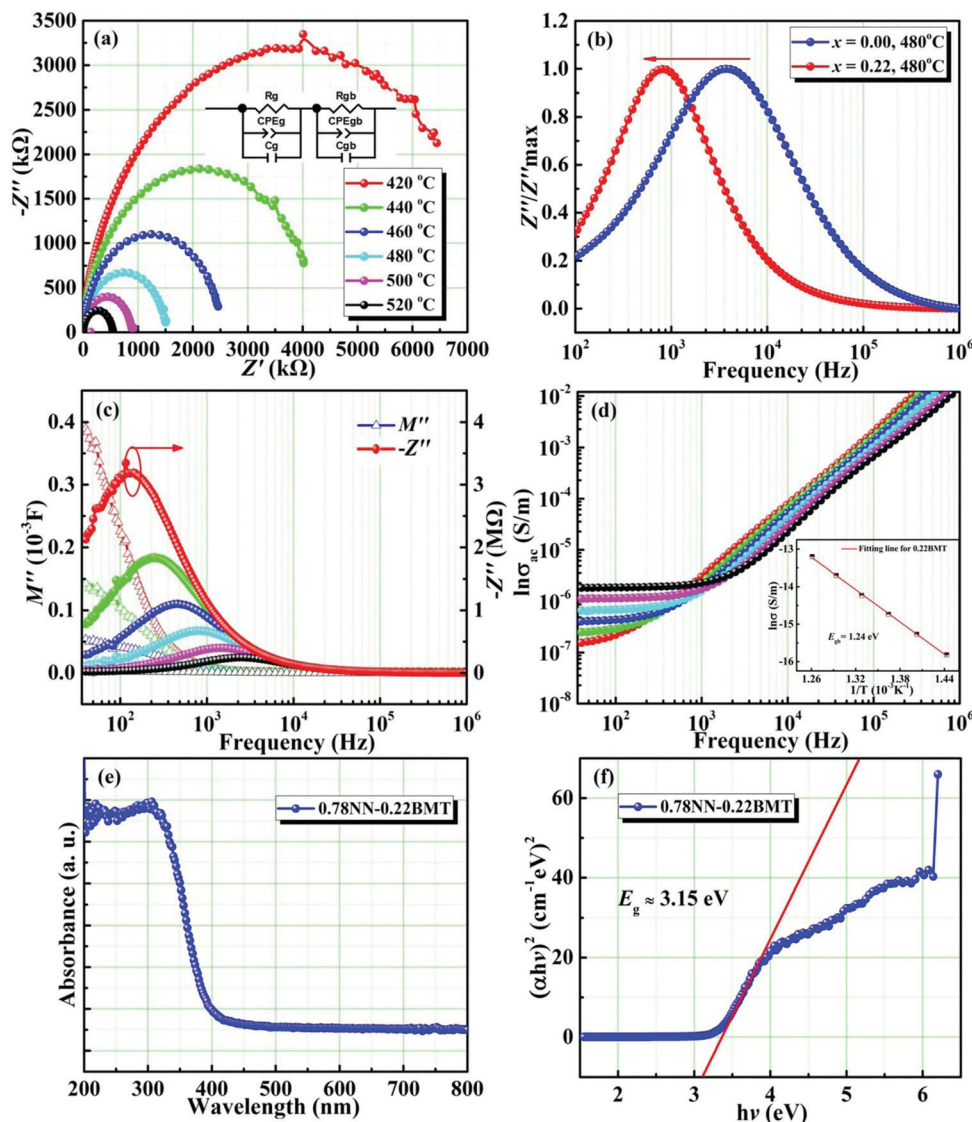 (a)
3500
3000
2500
2000
1500
1000
500
0
-Z'' (kΩ)
Rg
Rgb
CPEg
CPEgb
Cg
Cgb
420 °C
440 °C
460 °C
480 °C
500 °C
520 °C
0 1000 2000 3000 4000 5000 6000 7000
Z' (kΩ)
(b)
x = 0.00, 480°C
x = 0.22, 480°C
1.0
0.8
0.6
0.4
0.2
0.0
Z''/Z''max
10² 10³ 10⁴ 10⁵ 10⁶
Frequency (Hz)
(c)
M''
-Z''
0.4
0.3
0.2
0.1
0.0
M'' (10⁻³F)
4
3
2
1
0
-Z'' (MΩ)
10² 10³ 10⁴ 10⁵ 10⁶
Frequency (Hz)
(d)
10⁻²
10⁻³
10⁻⁴
10⁻⁵
10⁻⁶
10⁻⁷
10⁻⁸
lnσac (S/m)
Fitting line for 0.22BMT
-13
-14
-15
-16
lnσ (S/m)
Egb= 1.24 eV
1.26 1.32 1.38 1.44
1/T (10⁻³K⁻¹)
10² 10³ 10⁴ 10⁵ 10⁶
Frequency (Hz)
(e)
0.78NN-0.22BMT
Absorbance (a. u.)
200 300 400 500 600 700 800
Wavelength (nm)
(f)
0.78NN-0.22BMT
Eg ≈ 3.15 eV
60
40
20
0
(αhν)² (cm⁻¹eV)²
2 3 4 5 6
hν (eV)